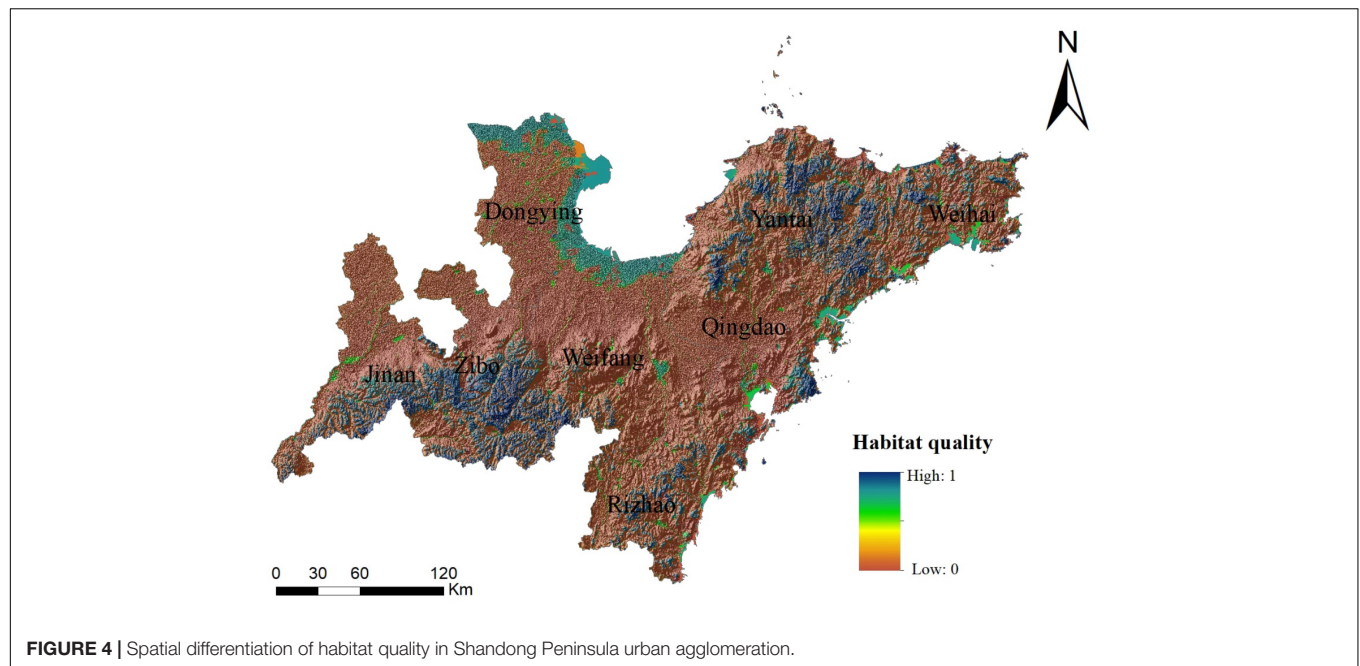 N
Dongying
Yantai
Weihai
Qingdao
Weifang
Zibo
Jinan
Rizhao
Habitat quality
High: 1
Low: 0
0 30 60 120
Km
FIGURE 4 | Spatial differentiation of habitat quality in Shandong Peninsula urban agglomeration.